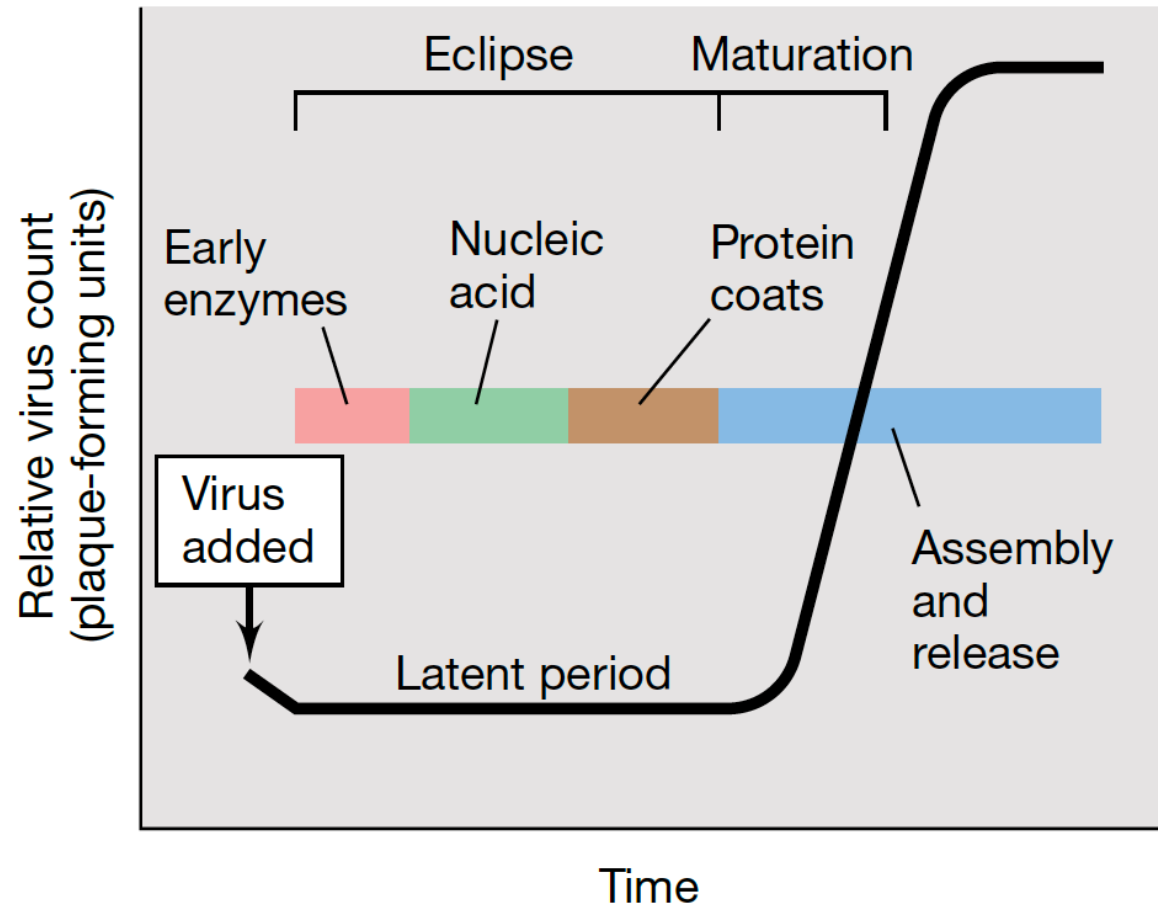 Eclipse
Maturation
Early
enzymes
Nucleic
acid
Protein
coats
Virus
added
Assembly
and
release
Latent period
Relative virus count
(plaque-forming units)
Time